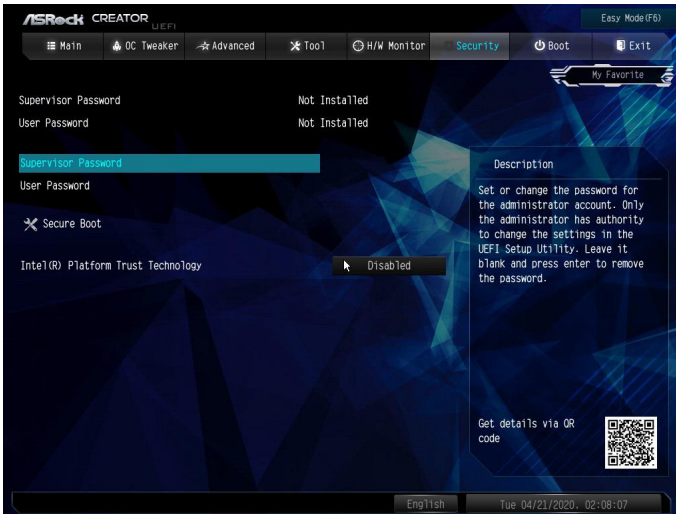 ASRock CREATOR UEFI
Easy Mode(F6)
Main OC Tweaker Advanced Tool H/W Monitor Security Boot Exit
My Favorite
Supervisor Password Not Installed
User Password Not Installed
Supervisor Password
User Password
Secure Boot
Intel(R) Platform Trust Technology Disabled
Description
Set or change the password for
the administrator account. Only
the administrator has authority
to change the settings in the
UEFI Setup Utility. Leave it
blank and press enter to remove
the password.
Get details via QR
code
English
Tue 04/21/2020. 02:08:07